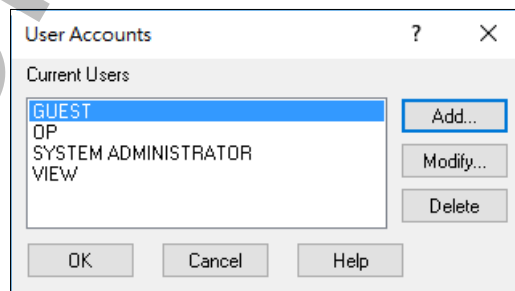 User Accounts ? ×
Current Users
GUEST
OP
SYSTEM ADMINISTRATOR
VIEW
Add...
Modify...
Delete
OK Cancel Help